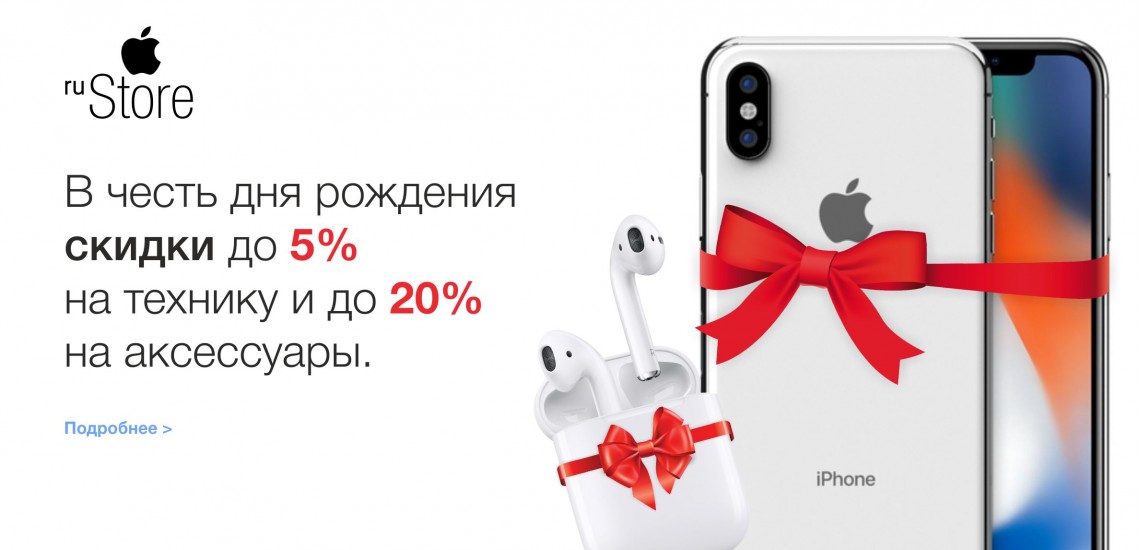 ru Store
В честь дня рождения
скидки до 5%
на технику и до 20%
на аксессуары.
Подробнее >
iPhone